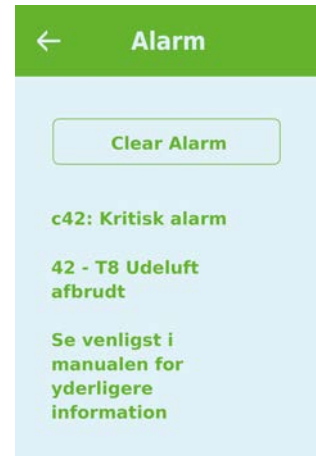 Alarm
Clear Alarm
c42: Kritisk alarm
42 - T8 Udeluft
afbrudt
Se venligst i
manualen for
yderligere
information